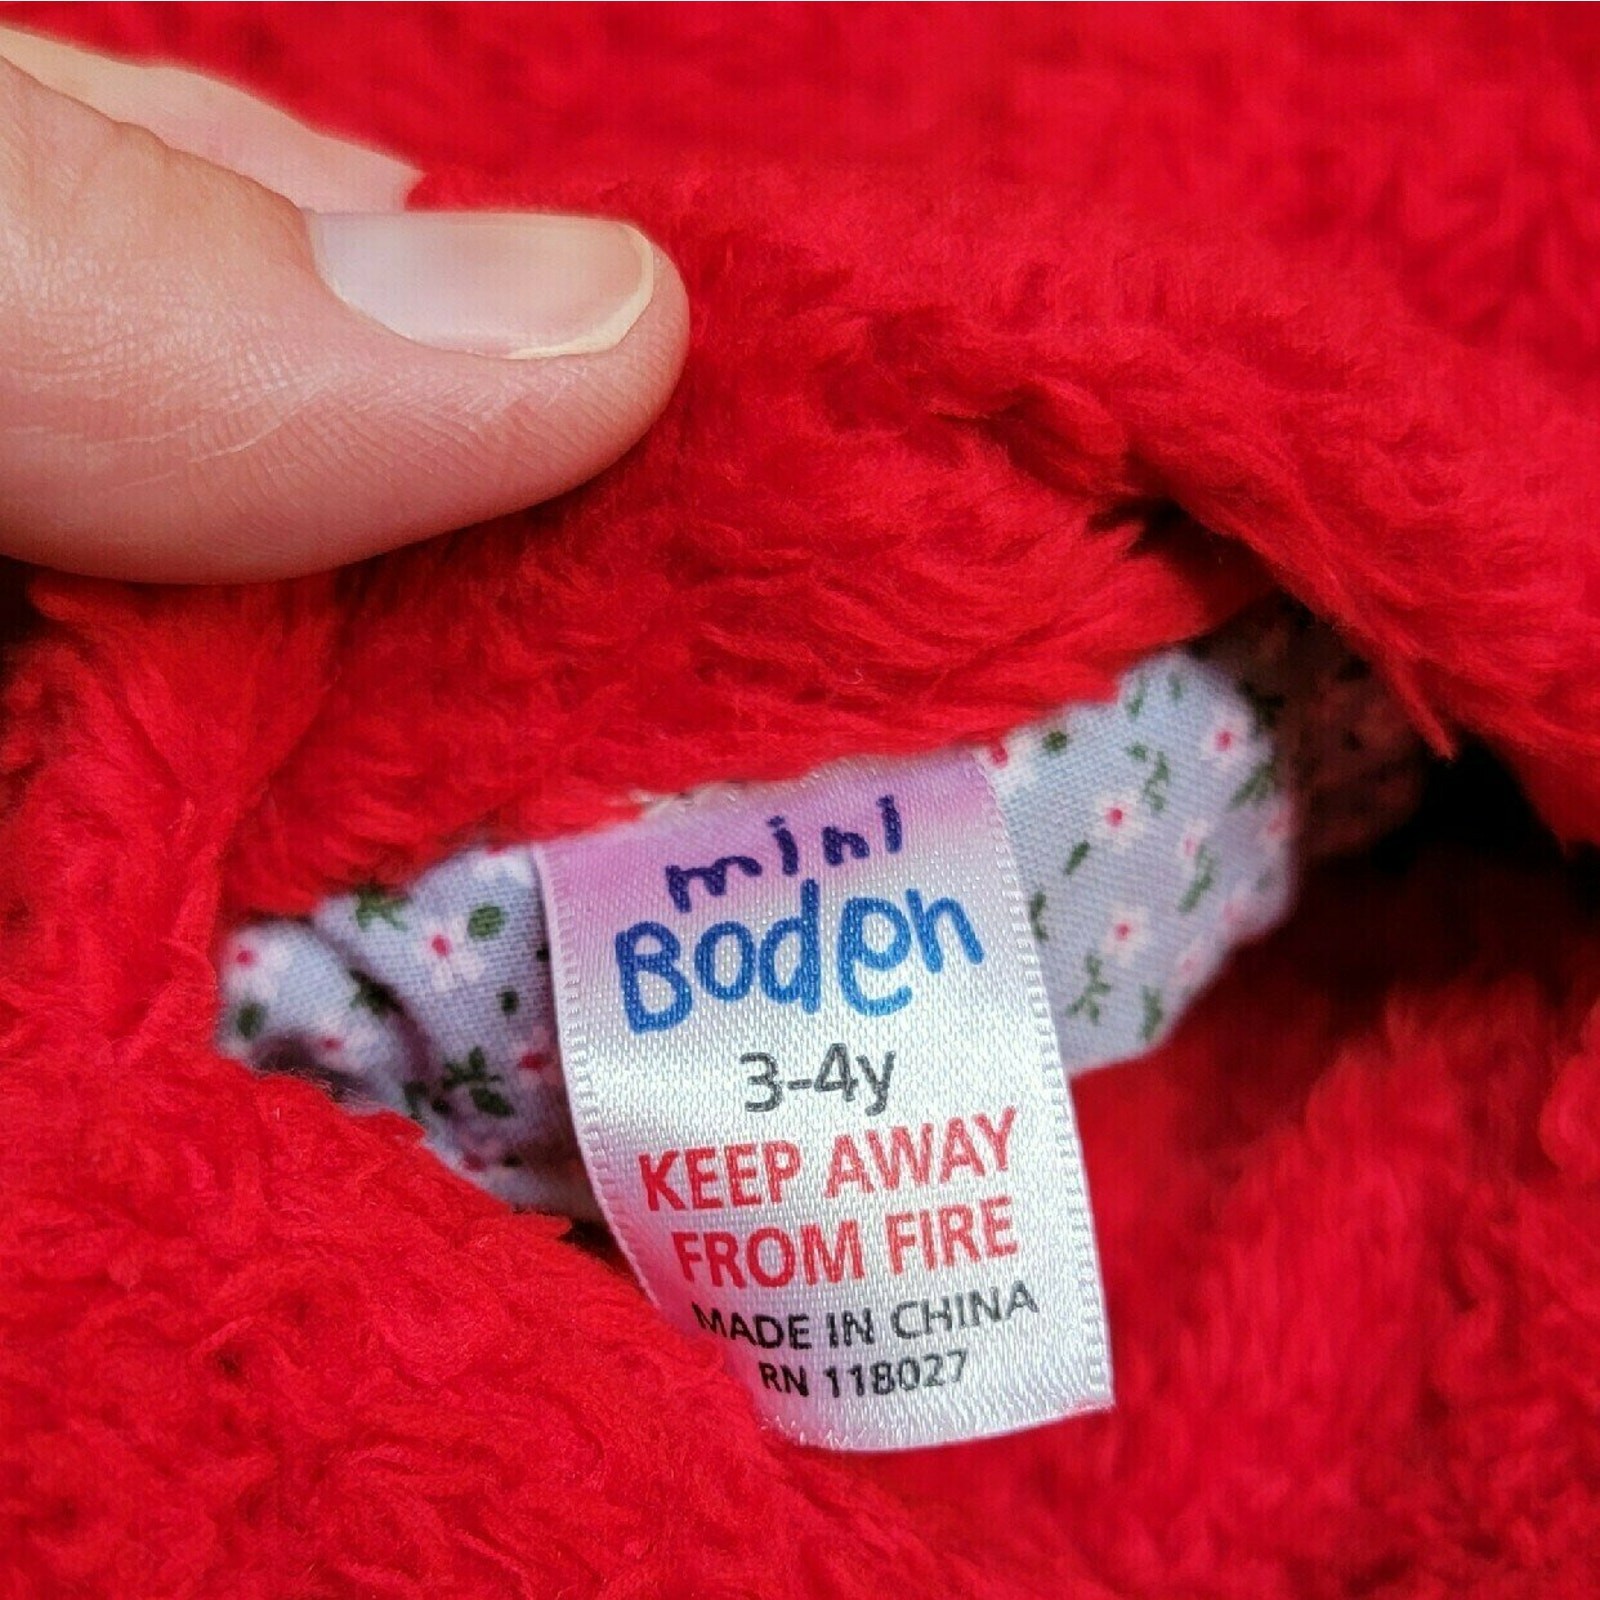 mini
Boden
3-4y
KEEP AWAY
FROM FIRE
MADE IN CHINA
RN 118027